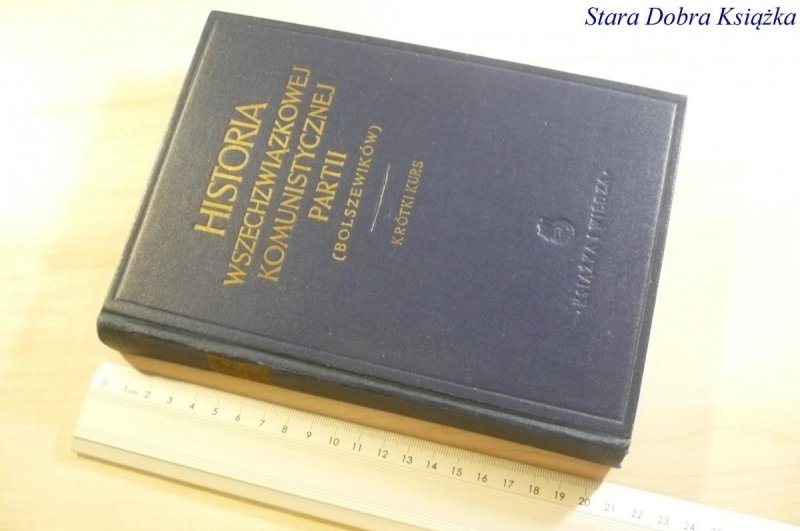 Stara Dobra Książka
HISTORIA
WSZECHZWIĄZKOWEJ
KOMUNISTYCZNEJ
PARTII
(BOLSZEWIKÓW)
KRÓTKI KURS
• KSIĄŻKA I WIEDZA •
0 1cm 2 3 4 5 6 7 8 9 10 11 12 13 14 15 16 17 18 19 20 21 22 23 24